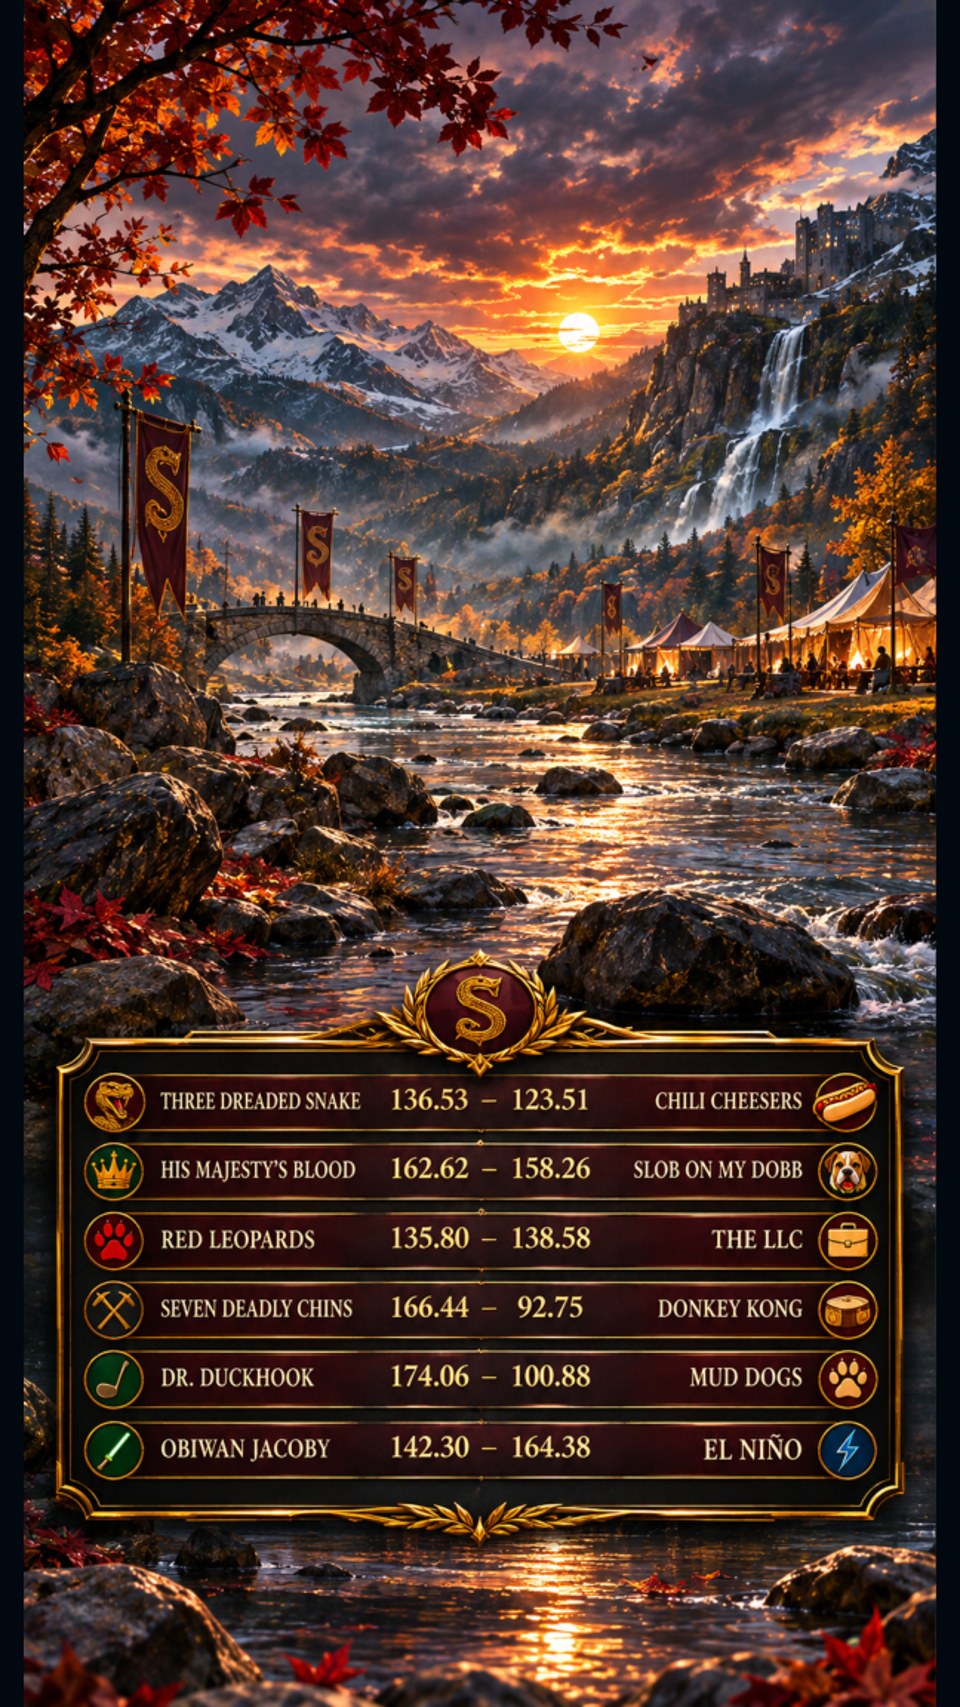 S
S
S
S
S
S
S
THREE DREADED SNAKE 136.53 – 123.51 CHILI CHEESERS
HIS MAJESTY'S BLOOD 162.62 – 158.26 SLOB ON MY DOBB
RED LEOPARDS 135.80 – 138.58 THE LLC
SEVEN DEADLY CHINS 166.44 – 92.75 DONKEY KONG
DR. DUCKHOOK 174.06 – 100.88 MUD DOGS
OBIWAN JACOBY 142.30 – 164.38 EL NIÑO